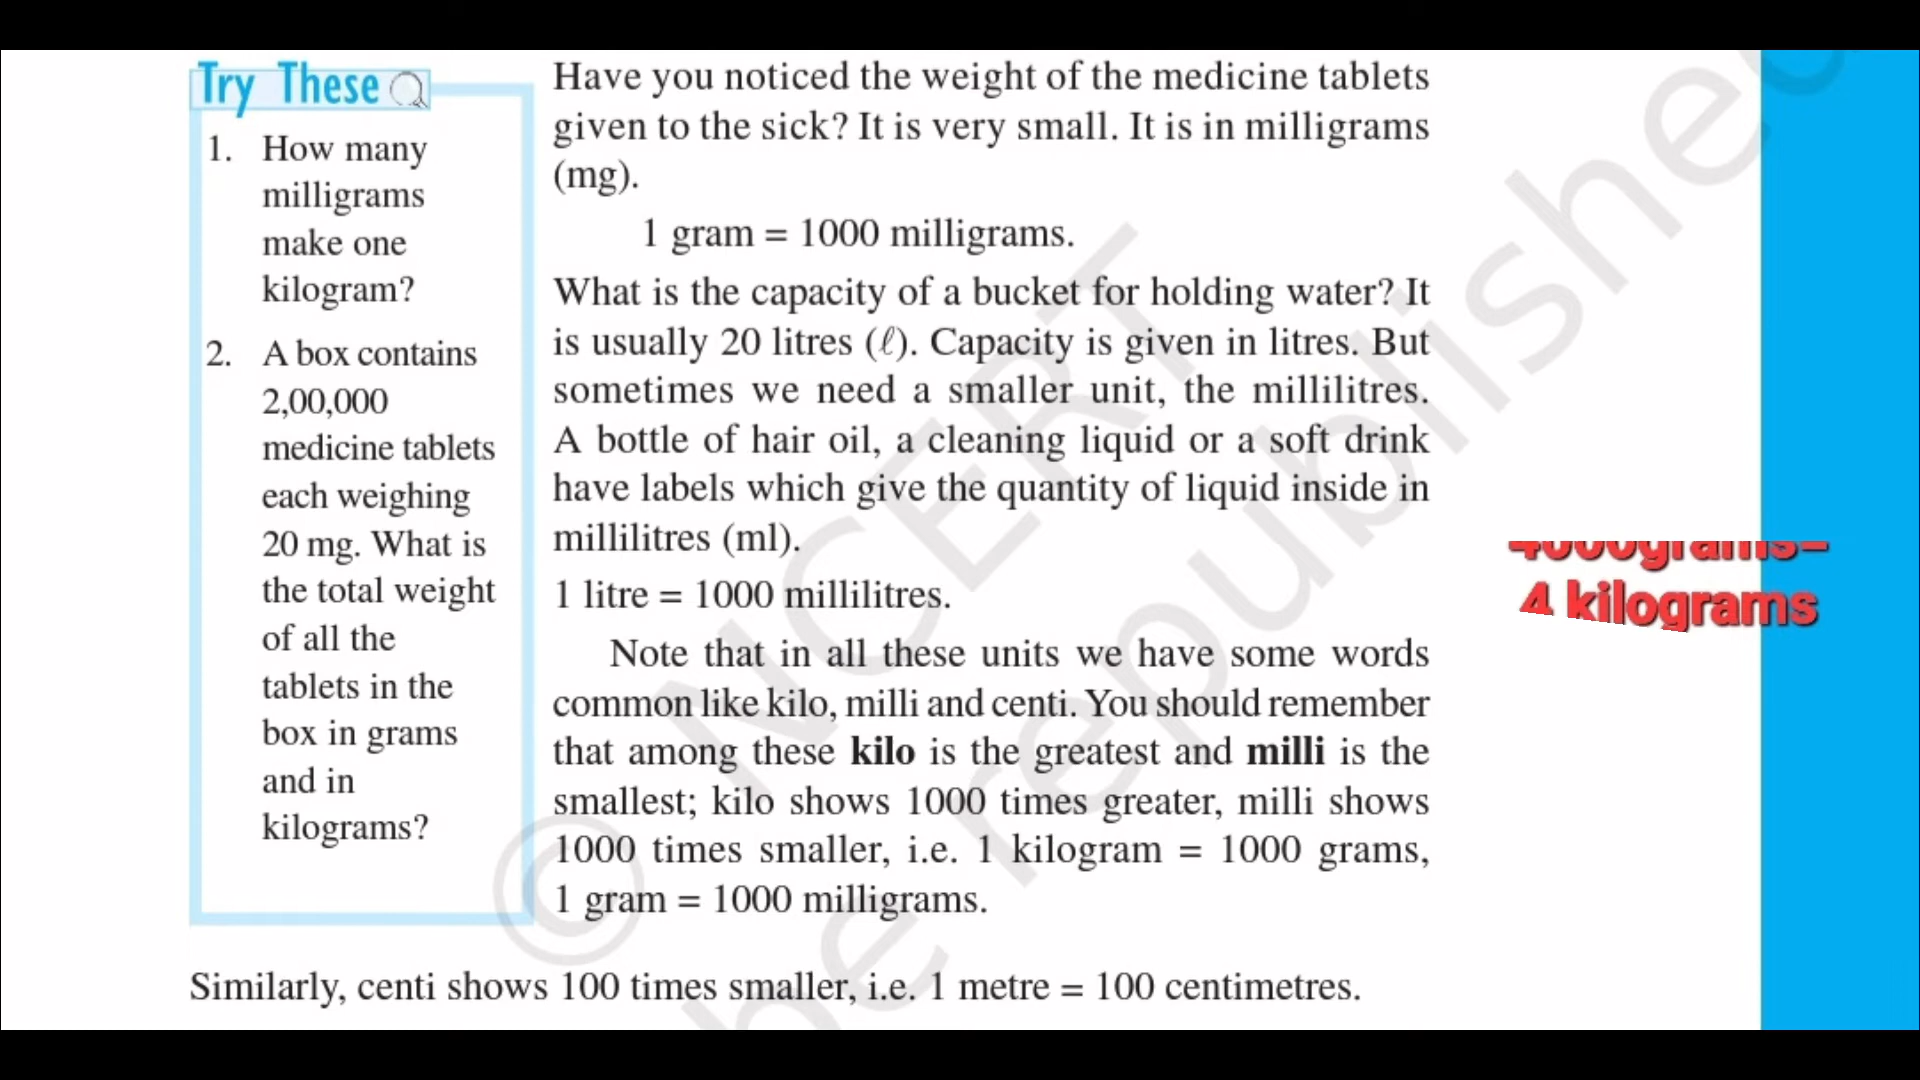 Try These
1. How many
milligrams
make one
kilogram?
2. A box contains
2,00,000
medicine tablets
each weighing
20 mg. What is
the total weight
of all the
tablets in the
box in grams
and in
kilograms?
Have you noticed the weight of the medicine tablets
given to the sick? It is very small. It is in milligrams
(mg).
1 gram = 1000 milligrams.
What is the capacity of a bucket for holding water? It
is usually 20 litres (ℓ). Capacity is given in litres. But
sometimes we need a smaller unit, the millilitres.
A bottle of hair oil, a cleaning liquid or a soft drink
have labels which give the quantity of liquid inside in
millilitres (ml).
1 litre = 1000 millilitres.
Note that in all these units we have some words
common like kilo, milli and centi. You should remember
that among these kilo is the greatest and milli is the
smallest; kilo shows 1000 times greater, milli shows
1000 times smaller, i.e. 1 kilogram = 1000 grams,
1 gram = 1000 milligrams.
Similarly, centi shows 100 times smaller, i.e. 1 metre = 100 centimetres.
4000grams=
4 kilograms
© NCERT
be republished